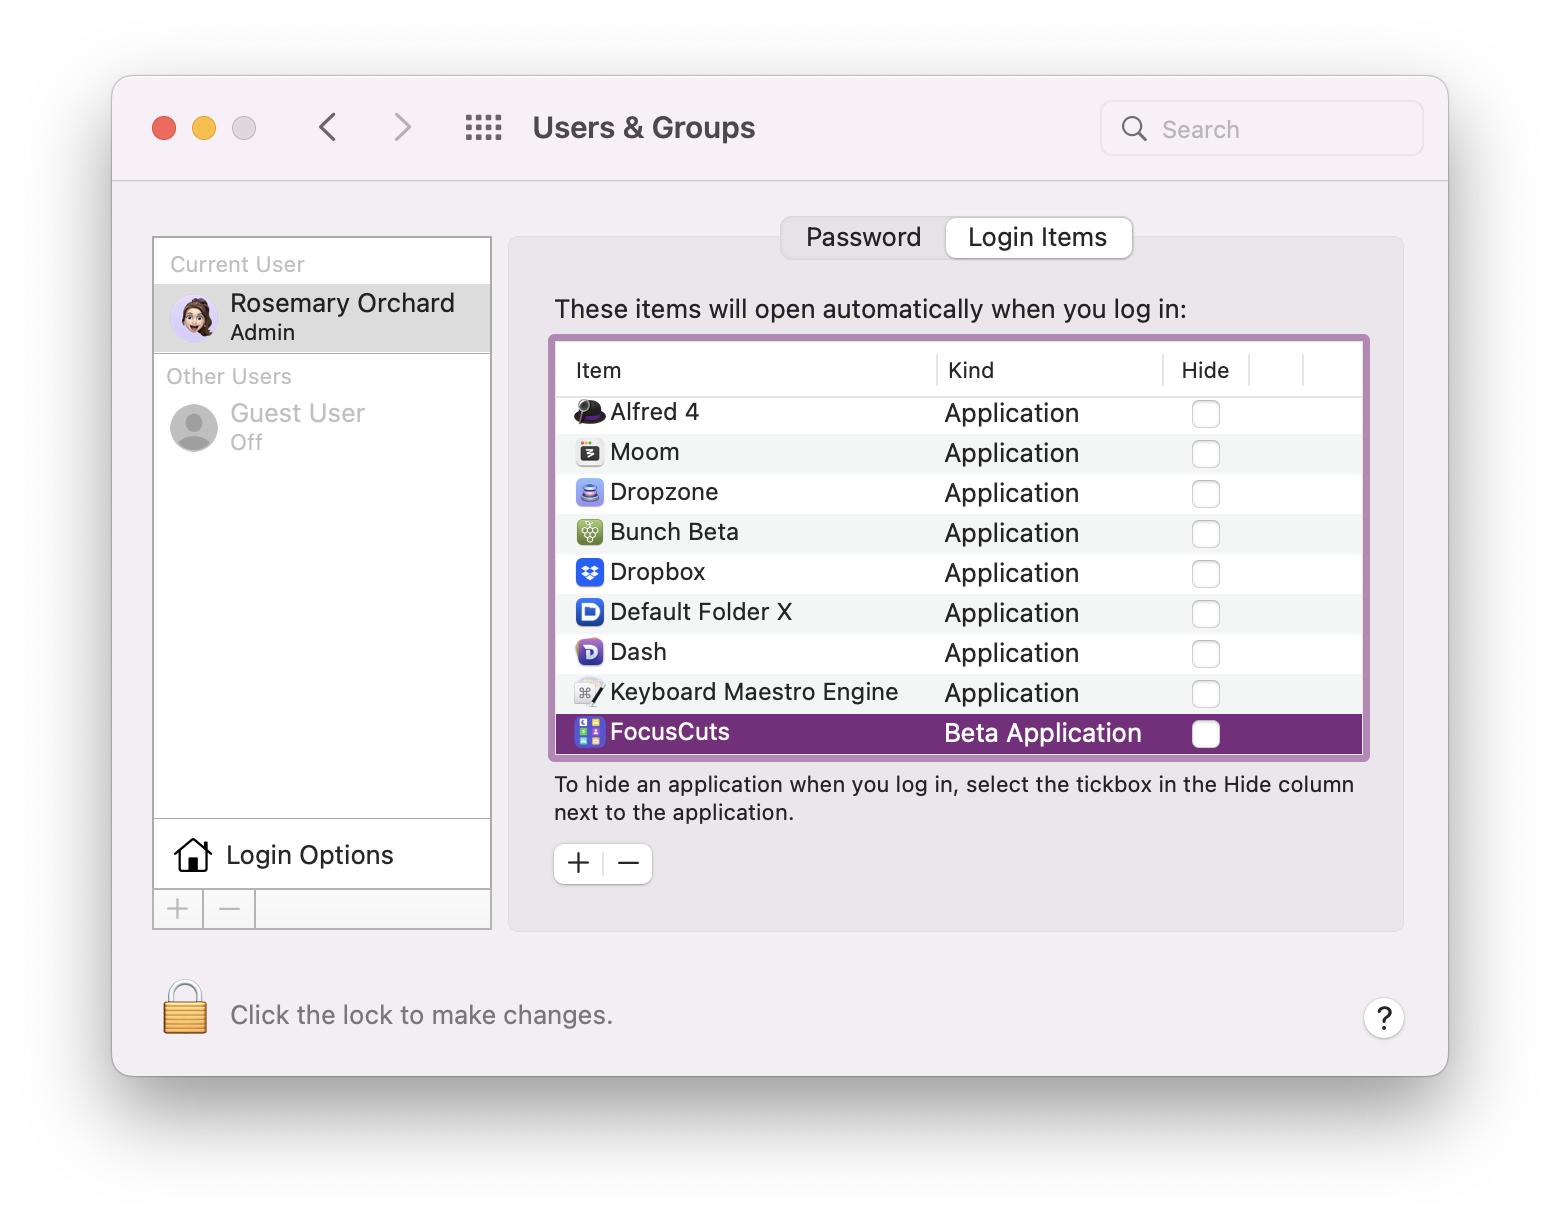 Users & Groups
Search
Password
Login Items
Current User
Rosemary Orchard
Admin
Other Users
Guest User
Off
Login Options
These items will open automatically when you log in:
Item Kind Hide
Alfred 4 Application
Moom Application
Dropzone Application
Bunch Beta Application
Dropbox Application
Default Folder X Application
Dash Application
Keyboard Maestro Engine Application
FocusCuts Beta Application
To hide an application when you log in, select the tickbox in the Hide column
next to the application.
Click the lock to make changes.
?